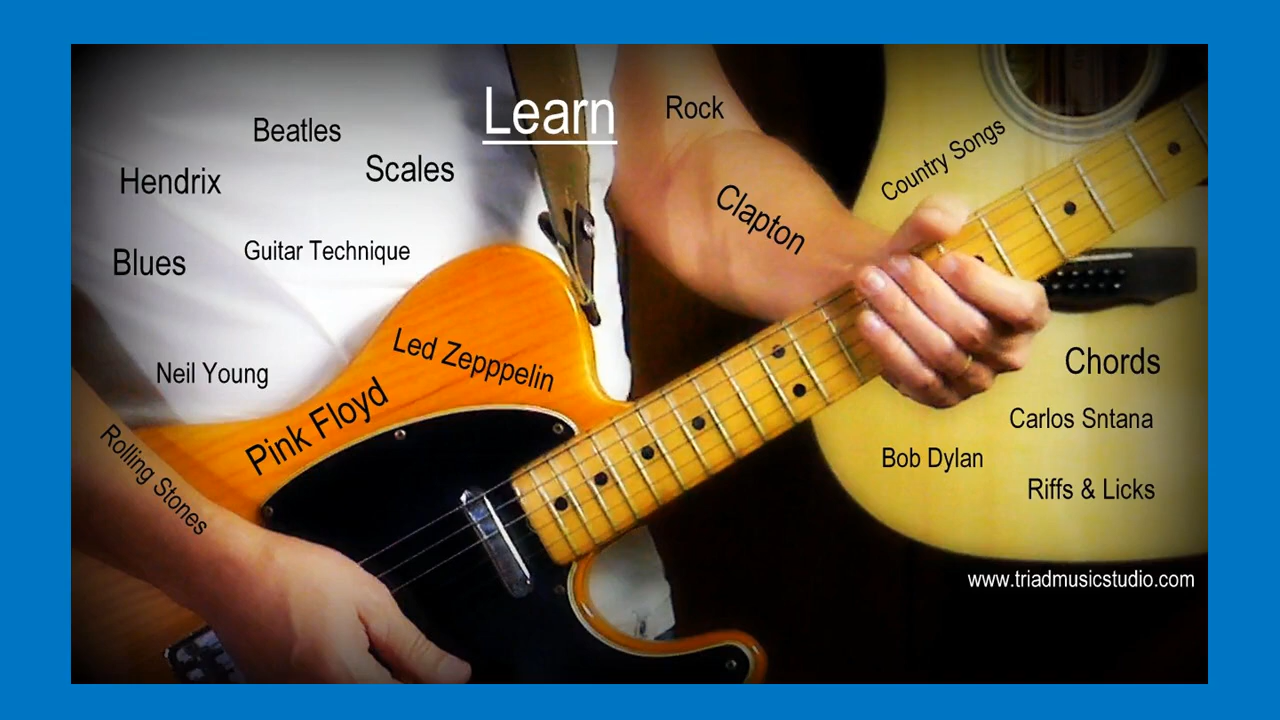 Learn
Rock
Beatles
Country Songs
Scales
Hendrix
Clapton
Guitar Technique
Blues
Led Zepppelin
Chords
Neil Young
Pink Floyd
Carlos Sntana
Bob Dylan
Rolling Stones
Riffs & Licks
www.triadmusicstudio.com